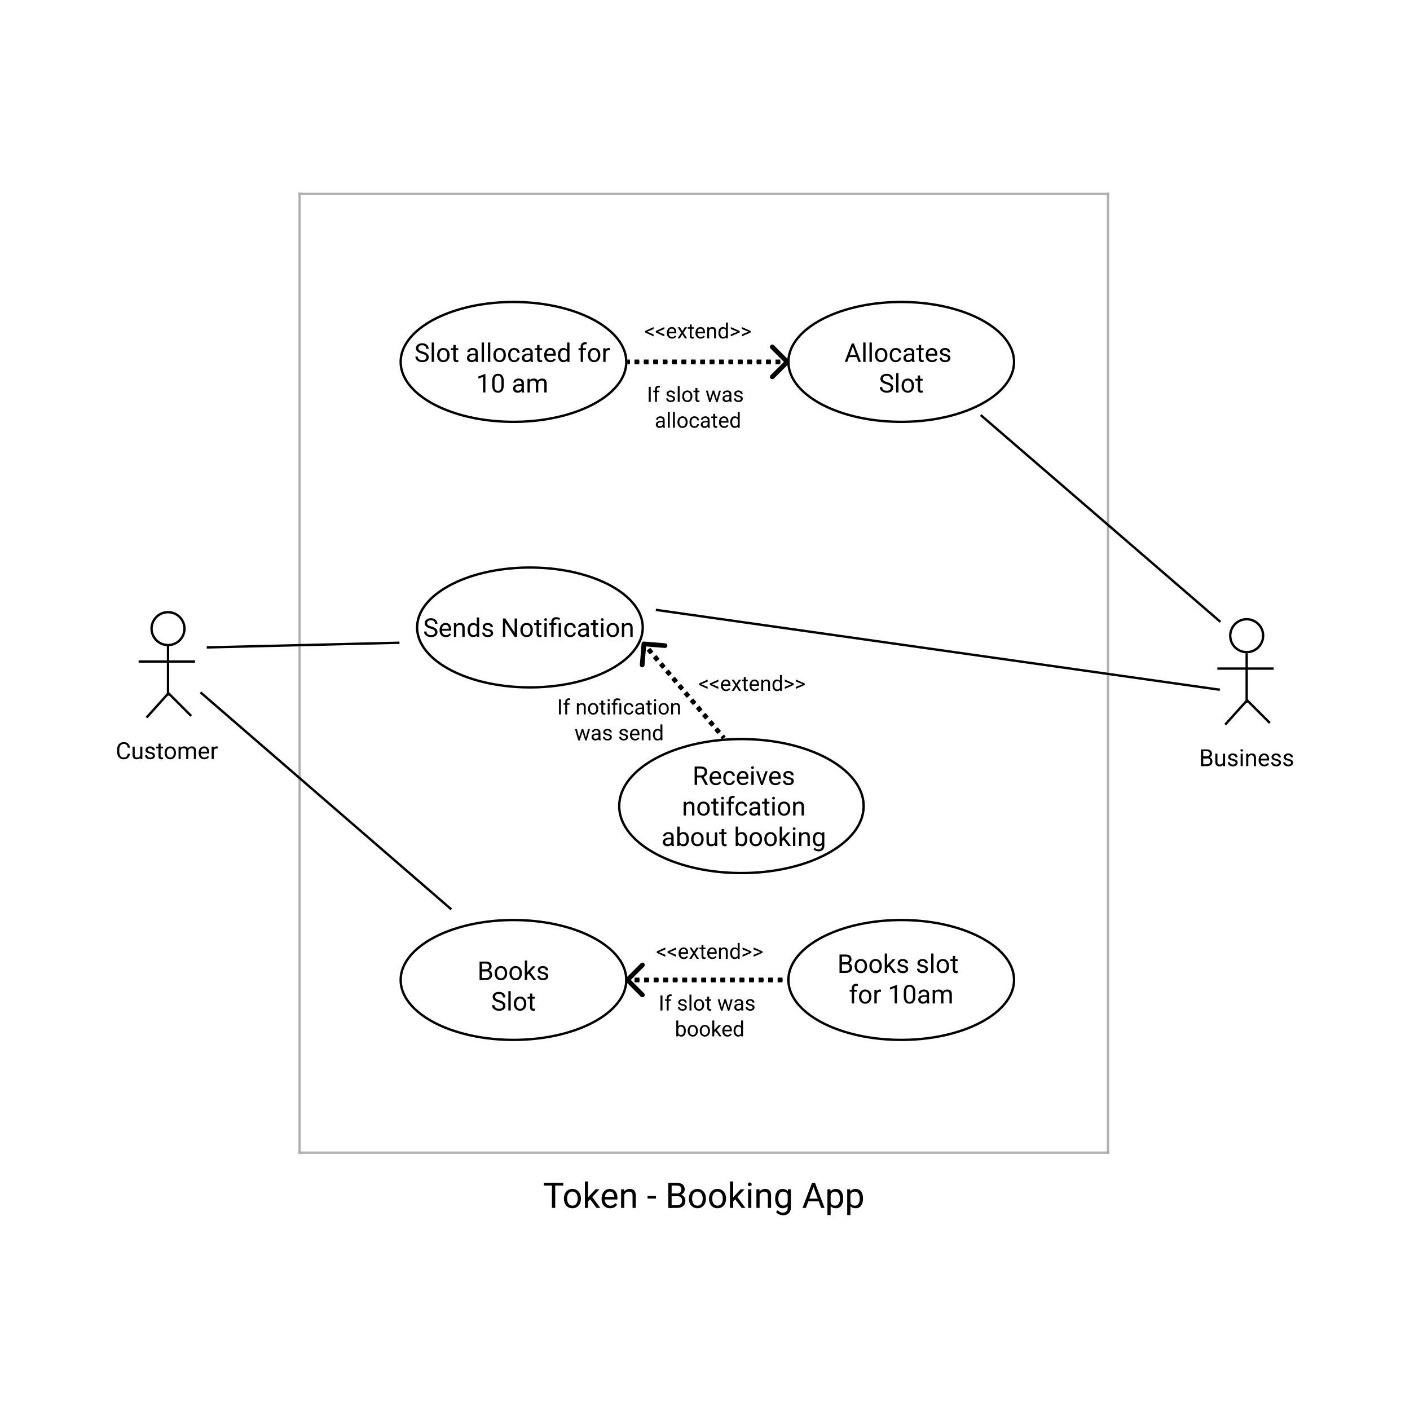 <<extend>>
Slot allocated for
10 am
Allocates
Slot
If slot was
allocated
Sends Notification
<<extend>>
If notification
was send
Customer
Business
Receives
notifcation
about booking
<<extend>>
Books
Slot
Books slot
for 10am
If slot was
booked
Token - Booking App